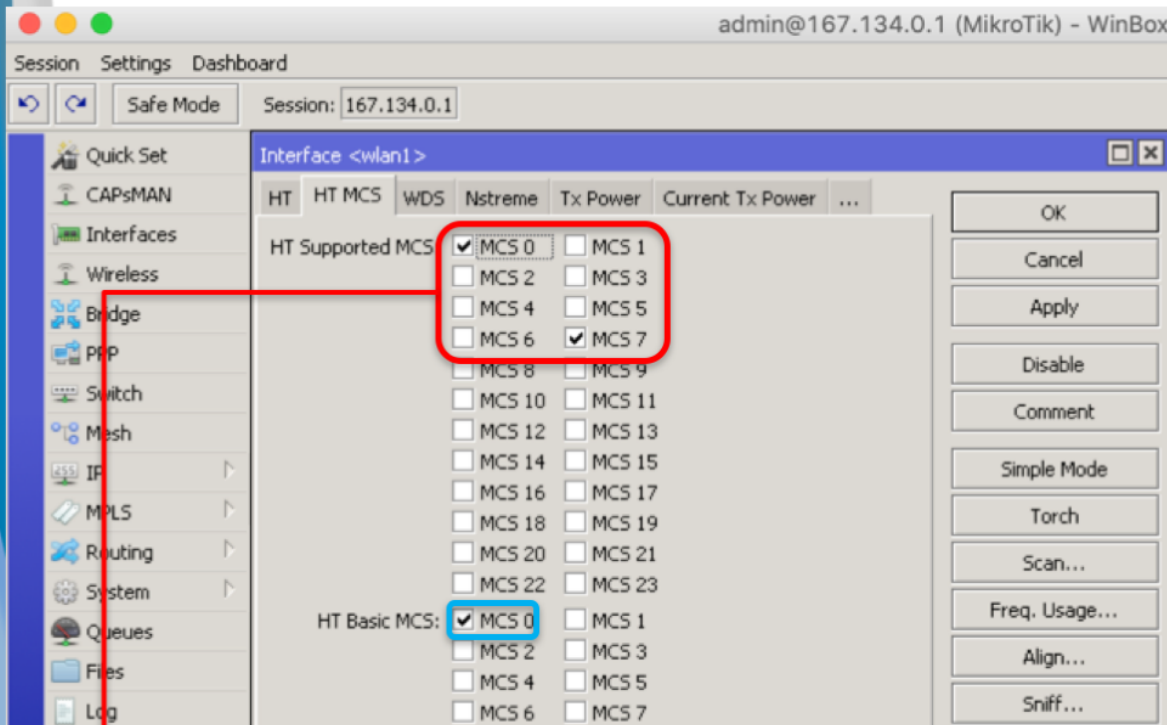 admin@167.134.0.1 (MikroTik) - WinBox
Session Settings Dashboard
Safe Mode Session: 167.134.0.1
Quick Set
CAPsMAN
Interfaces
Wireless
Bridge
PPP
Switch
Mesh
IP
MPLS
Routing
System
Queues
Files
Log
Interface <wlan1>
HT HT MCS WDS Nstreme Tx Power Current Tx Power ...
HT Supported MCS: MCS 0 MCS 1
MCS 2 MCS 3
MCS 4 MCS 5
MCS 6 MCS 7
MCS 8 MCS 9
MCS 10 MCS 11
MCS 12 MCS 13
MCS 14 MCS 15
MCS 16 MCS 17
MCS 18 MCS 19
MCS 20 MCS 21
MCS 22 MCS 23
HT Basic MCS: MCS 0 MCS 1
MCS 2 MCS 3
MCS 4 MCS 5
MCS 6 MCS 7
OK
Cancel
Apply
Disable
Comment
Simple Mode
Torch
Scan...
Freq. Usage...
Align...
Sniff...